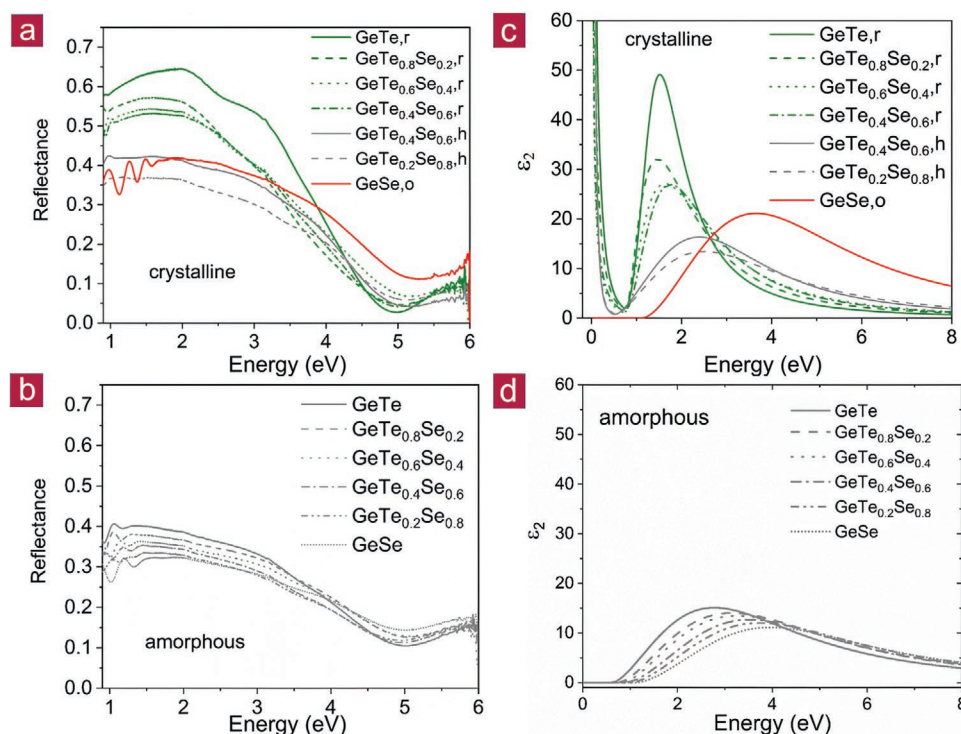 a
0.7
0.6
0.5
0.4
0.3
0.2
0.1
0.0
Reflectance
GeTe,r
GeTe0.8Se0.2,r
GeTe0.6Se0.4,r
GeTe0.4Se0.6,r
GeTe0.4Se0.6,h
GeTe0.2Se0.8,h
GeSe,o
crystalline
1 2 3 4 5 6
Energy (eV)
c
60
50
40
30
20
10
0
ε2
crystalline
GeTe,r
GeTe0.8Se0.2,r
GeTe0.6Se0.4,r
GeTe0.4Se0.6,r
GeTe0.4Se0.6,h
GeTe0.2Se0.8,h
GeSe,o
0 2 4 6 8
Energy (eV)
b
0.7
0.6
0.5
0.4
0.3
0.2
0.1
0.0
Reflectance
GeTe
GeTe0.8Se0.2
GeTe0.6Se0.4
GeTe0.4Se0.6
GeTe0.2Se0.8
GeSe
amorphous
1 2 3 4 5 6
Energy (eV)
d
60
50
40
30
20
10
0
ε2
amorphous
GeTe
GeTe0.8Se0.2
GeTe0.6Se0.4
GeTe0.4Se0.6
GeTe0.2Se0.8
GeSe
0 2 4 6 8
Energy (eV)